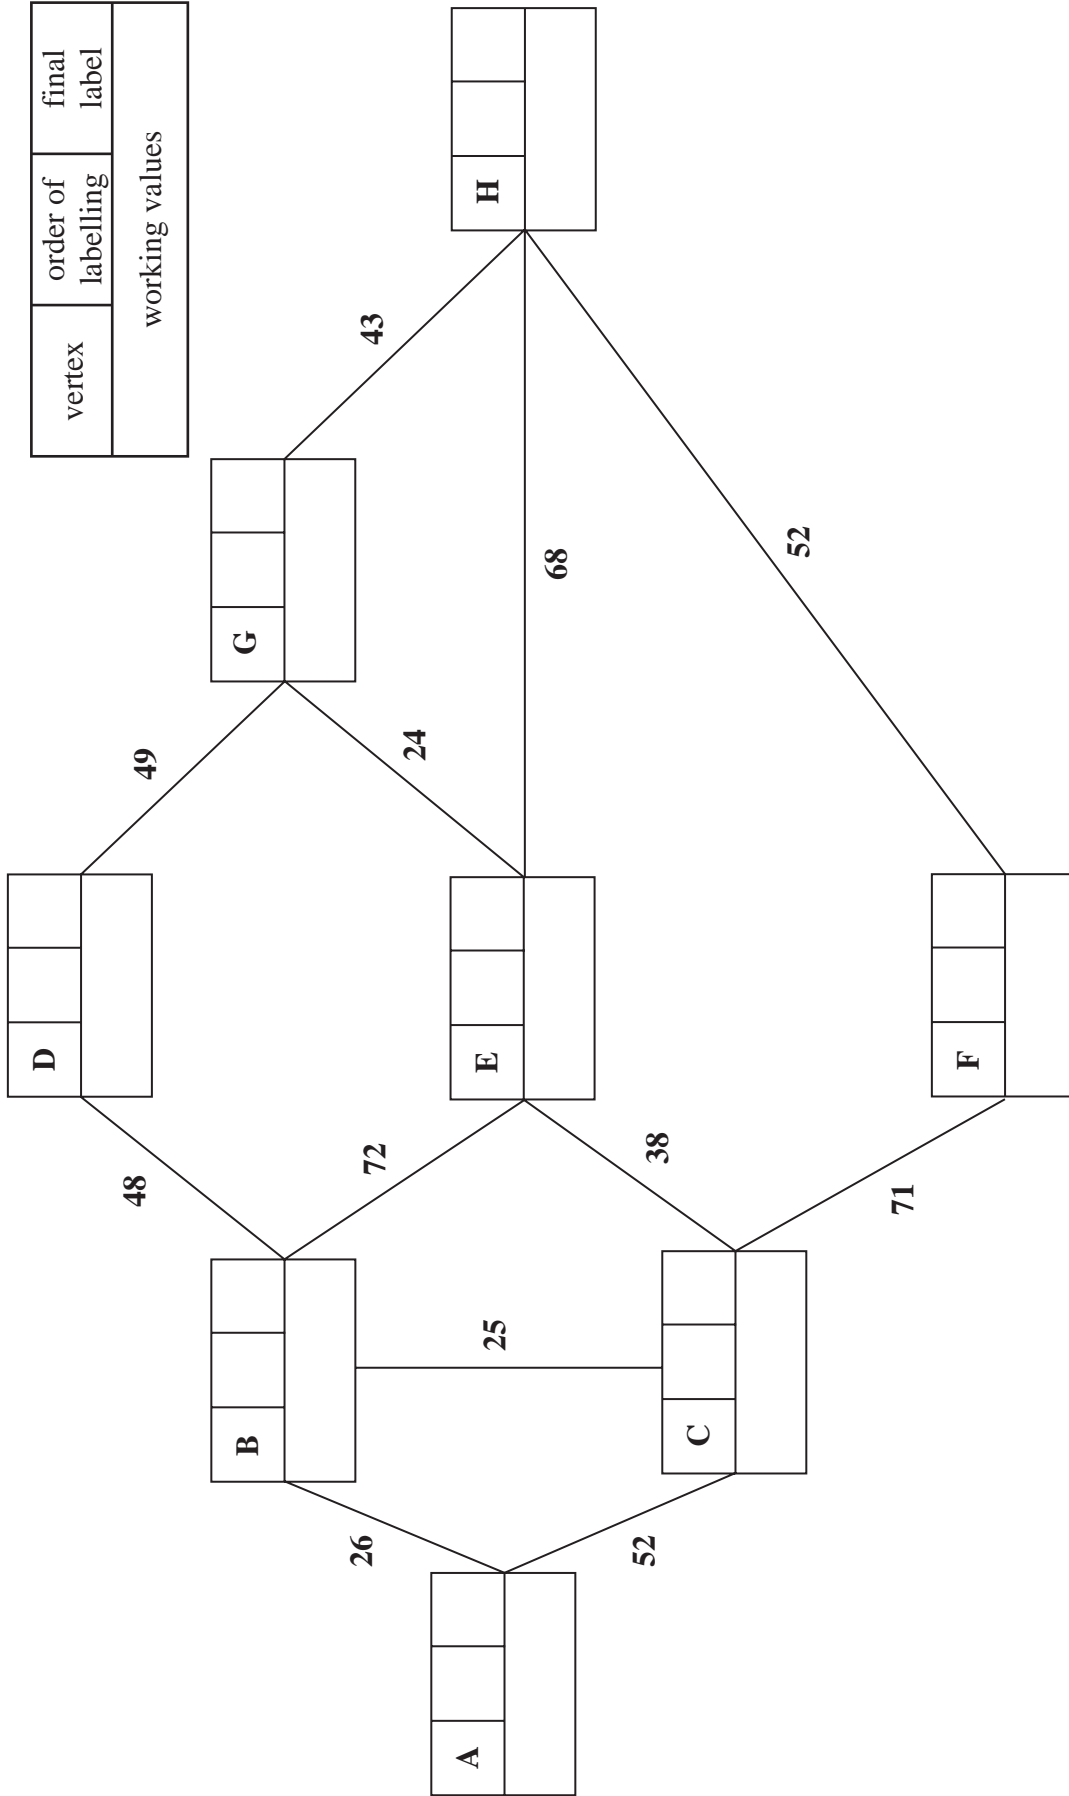 vertex
order of
labelling
final
label
working values
A
B
C
D
E
F
G
H
26
52
25
48
72
38
71
49
24
68
43
52